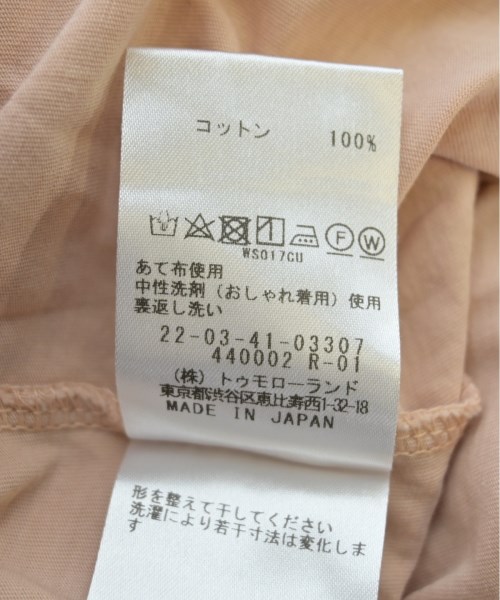 コットン 100%
F W
WS017CU
あて布使用
中性洗剤（おしゃれ着用）使用
裏返し洗い
22-03-41-03307
440002 R-01
（株）トゥモローランド
東京都渋谷区恵比寿西1-32-18
MADE IN JAPAN
形を整えて干してください
洗濯により若干寸法は変化しま
す